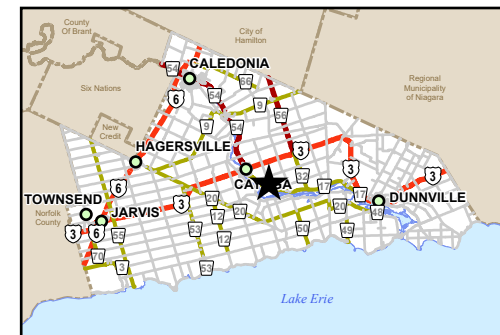 County
Of Brant
City of
Hamilton
CALEDONIA
54
66
Six Nations
6
54
Regional
Municipality
of Niagara
9
56
New
Credit
9
54
HAGERSVILLE
3
3
3
6
32
17
17
TOWNSEND
3
20
DUNNVILLE
Norfolk
County
JARVIS
20
20
48
3
6
55
53
12
12
50
49
70
3
53
Lake Erie